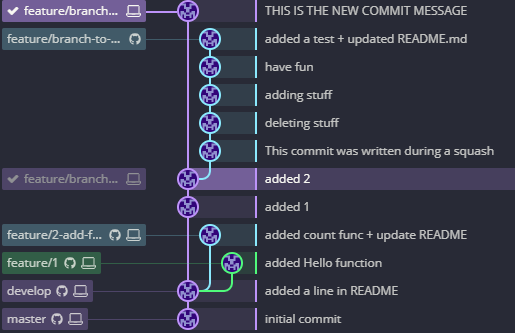 feature/branch... THIS IS THE NEW COMMIT MESSAGE
feature/branch-to-... added a test + updated README.md
have fun
adding stuff
deleting stuff
This commit was written during a squash
feature/branch... added 2
added 1
feature/2-add-f... added count func + update README
feature/1 added Hello function
develop added a line in README
master initial commit